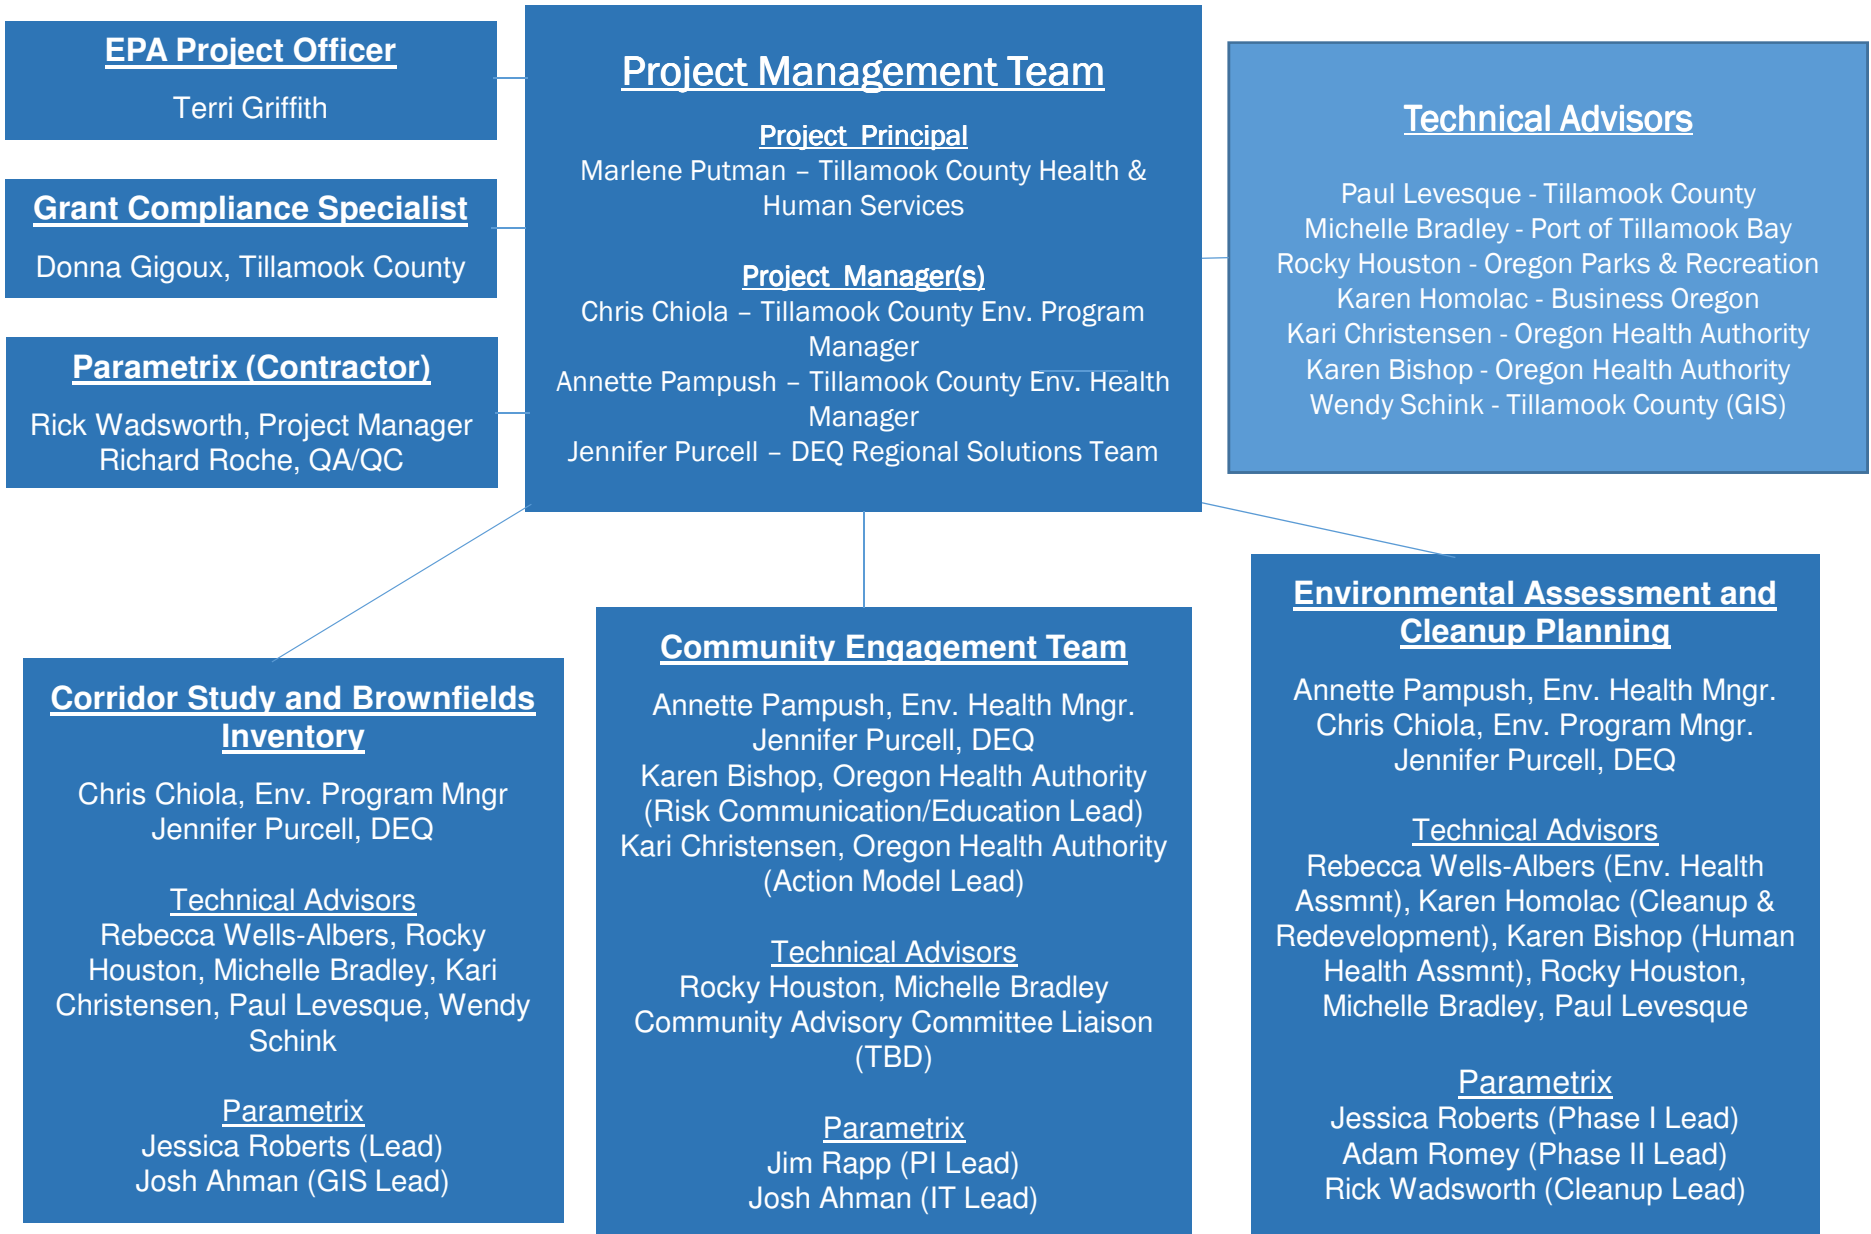 EPA Project Officer
Terri Griffith
Grant Compliance Specialist
Donna Gigoux, Tillamook County
Parametrix (Contractor)
Rick Wadsworth, Project Manager
Richard Roche, QA/QC
Project Management Team
Project Principal
Marlene Putman – Tillamook County Health &
Human Services
Project Manager(s)
Chris Chiola – Tillamook County Env. Program
Manager
Annette Pampush – Tillamook County Env. Health
Manager
Jennifer Purcell – DEQ Regional Solutions Team
Technical Advisors
Paul Levesque - Tillamook County
Michelle Bradley - Port of Tillamook Bay
Rocky Houston - Oregon Parks & Recreation
Karen Homolac - Business Oregon
Kari Christensen - Oregon Health Authority
Karen Bishop - Oregon Health Authority
Wendy Schink - Tillamook County (GIS)
Corridor Study and Brownfields
Inventory
Chris Chiola, Env. Program Mngr
Jennifer Purcell, DEQ
Technical Advisors
Rebecca Wells-Albers, Rocky
Houston, Michelle Bradley, Kari
Christensen, Paul Levesque, Wendy
Schink
Parametrix
Jessica Roberts (Lead)
Josh Ahman (GIS Lead)
Community Engagement Team
Annette Pampush, Env. Health Mngr.
Jennifer Purcell, DEQ
Karen Bishop, Oregon Health Authority
(Risk Communication/Education Lead)
Kari Christensen, Oregon Health Authority
(Action Model Lead)
Technical Advisors
Rocky Houston, Michelle Bradley
Community Advisory Committee Liaison
(TBD)
Parametrix
Jim Rapp (PI Lead)
Josh Ahman (IT Lead)
Environmental Assessment and
Cleanup Planning
Annette Pampush, Env. Health Mngr.
Chris Chiola, Env. Program Mngr.
Jennifer Purcell, DEQ
Technical Advisors
Rebecca Wells-Albers (Env. Health
Assmnt), Karen Homolac (Cleanup &
Redevelopment), Karen Bishop (Human
Health Assmnt), Rocky Houston,
Michelle Bradley, Paul Levesque
Parametrix
Jessica Roberts (Phase I Lead)
Adam Romey (Phase II Lead)
Rick Wadsworth (Cleanup Lead)